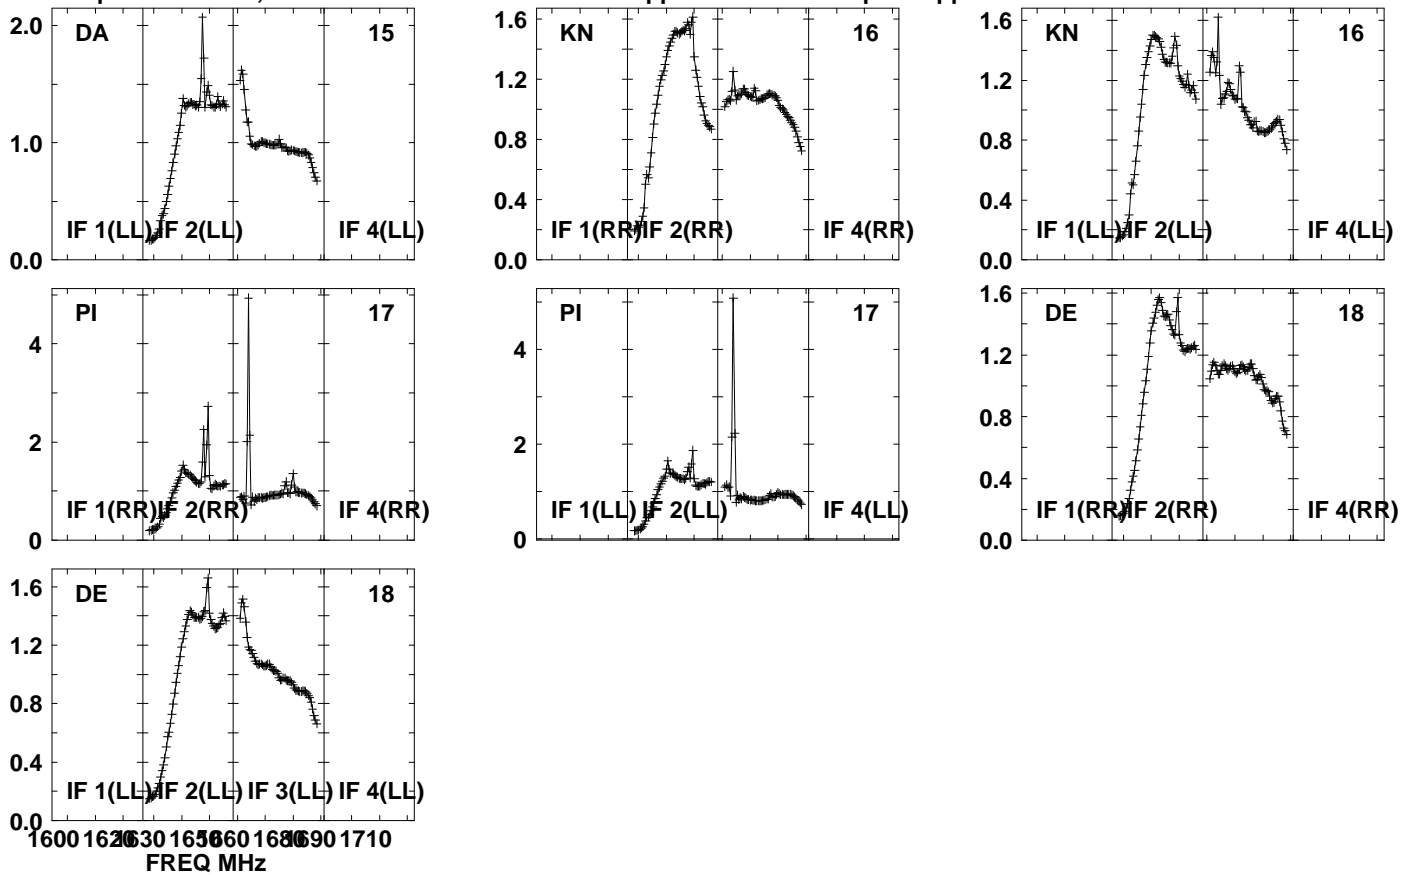 DA 15 KN 16 KN 16
2.0 1.6 1.6
1.2 1.2
1.0 0.8 0.8
0.4 0.4
IF 1(LL) IF 2(LL) IF 4(LL) IF 1(RR) IF 2(RR) IF 4(RR) IF 1(LL) IF 2(LL) IF 4(LL)
0.0 0.0 0.0
PI 17 PI 17 DE 18
1.6
4 4 1.2
0.8
2 2 0.4
IF 1(RR) IF 2(RR) IF 4(RR) IF 1(LL) IF 2(LL) IF 4(LL) IF 1(RR) IF 2(RR) IF 4(RR)
0 0 0.0
DE 18
1.6
1.2
0.8
0.4
IF 1(LL) IF 2(LL) IF 3(LL) IF 4(LL)
0.0
1600 1620 1630 1650 1660 1680 1690 1710
FREQ MHz